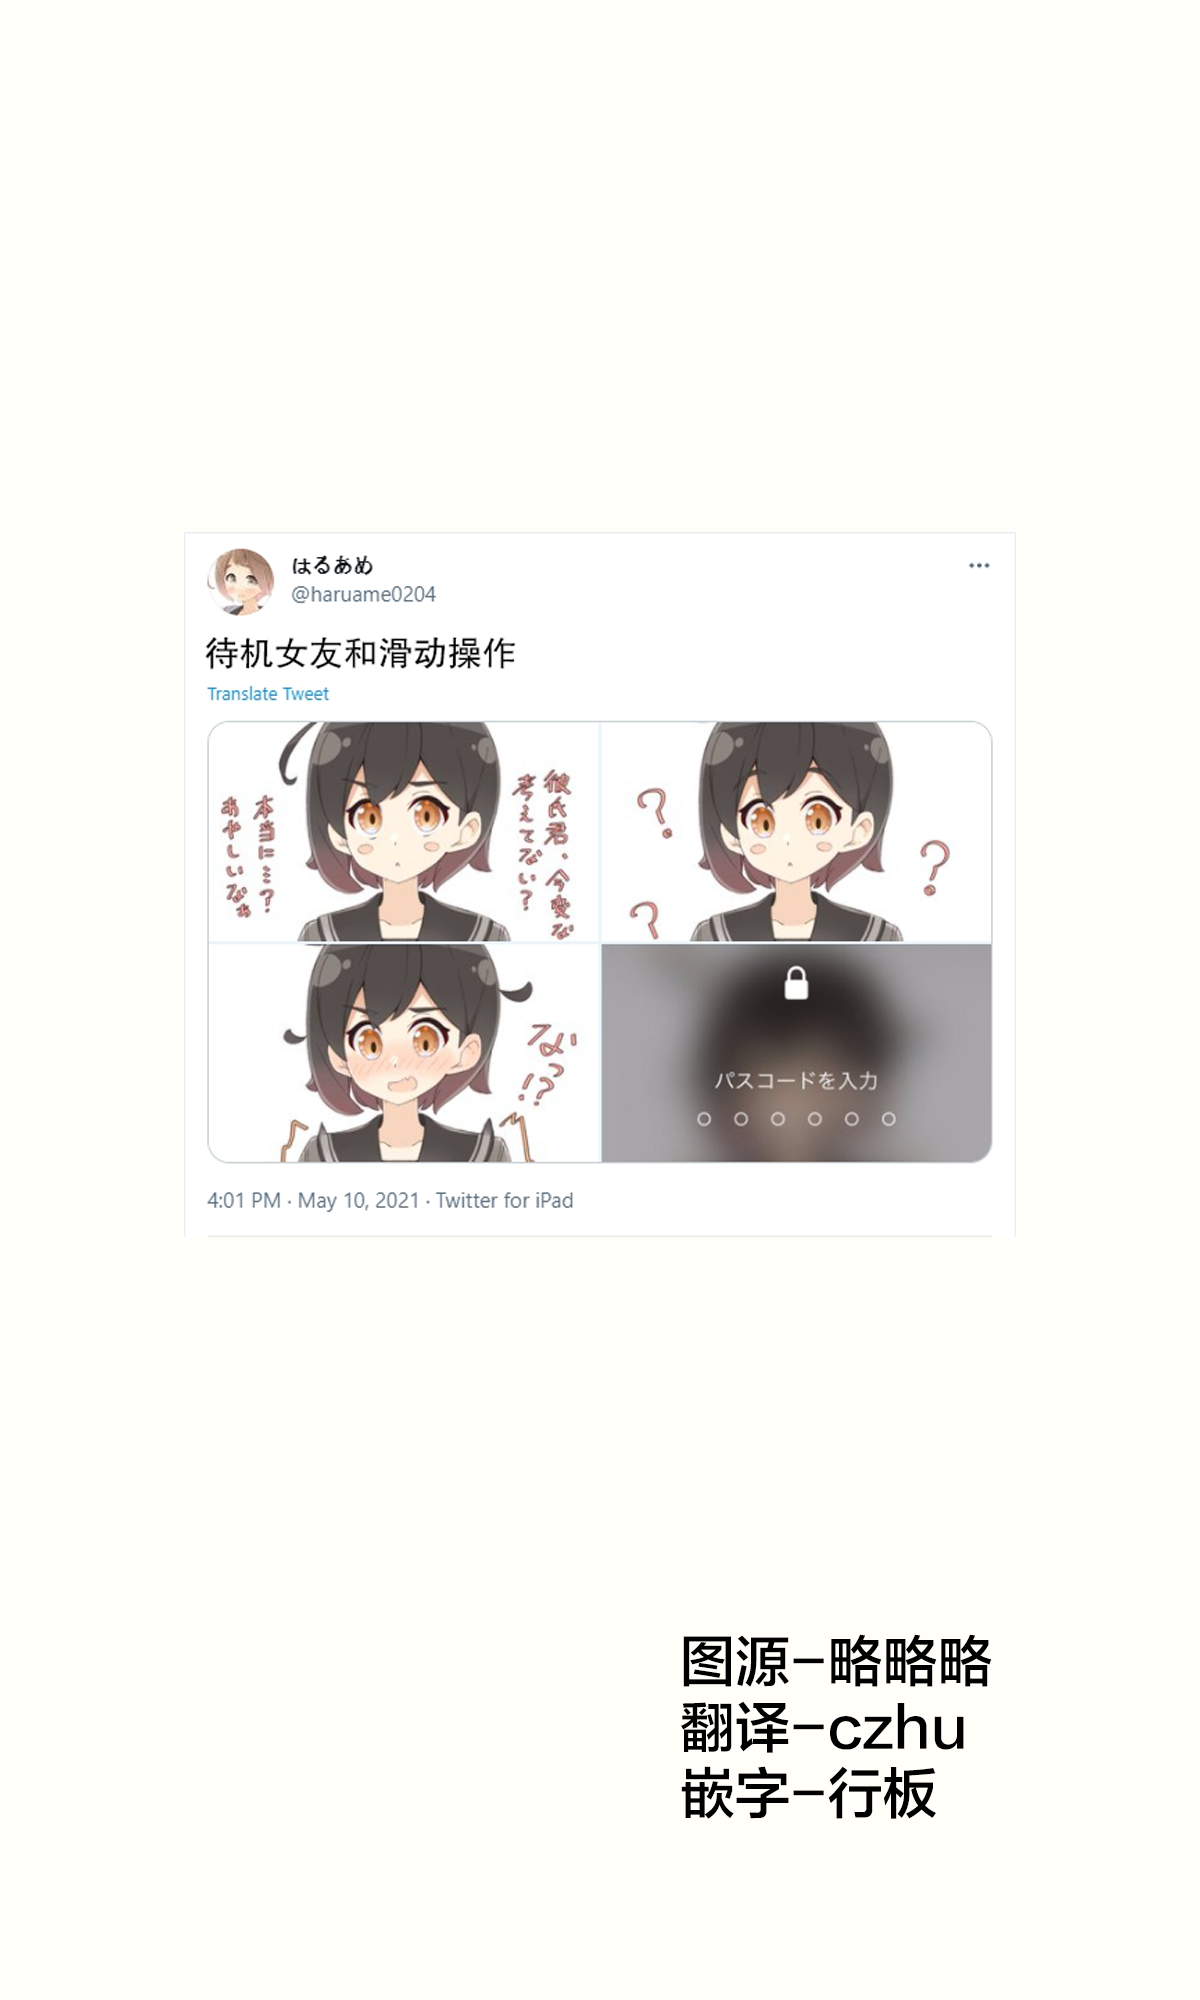 はるあめ
@haruame0204
待机女友和滑动操作
Translate Tweet
彼氏君、今変な
考えてない?
本当に…?
あやしいなぁ
?
?
?
なっ!?
パスコードを入力
4:01 PM · May 10, 2021 · Twitter for iPad
图源-略略略
翻译-czhu
嵌字-行板